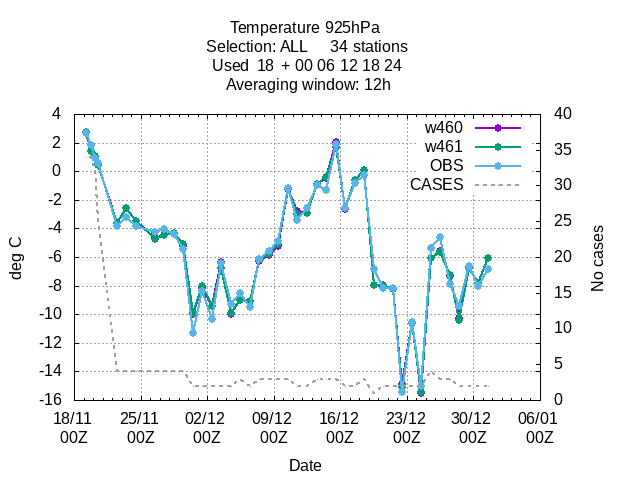 Temperature 925hPa
Selection: ALL 34 stations
Used 18 + 00 06 12 18 24
Averaging window: 12h
w460
w461
OBS
CASES
deg C
4
2
0
-2
-4
-6
-8
-10
-12
-14
-16
40
35
30
25
20
15
10
5
0
No cases
18/11 25/11 02/12 09/12 16/12 23/12 30/12 06/01
00Z 00Z 00Z 00Z 00Z 00Z 00Z 00Z
Date